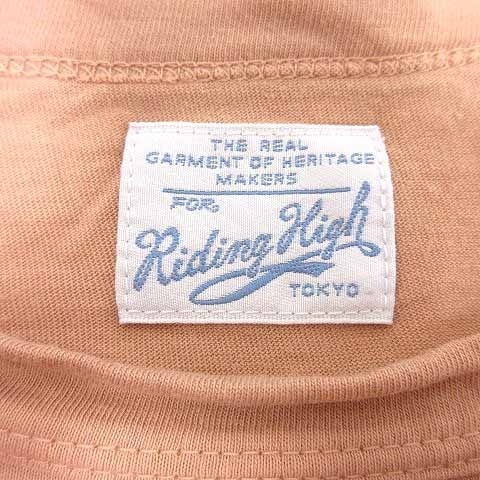 THE REAL
GARMENT OF HERITAGE
MAKERS
FOR
Riding High
TOKYO